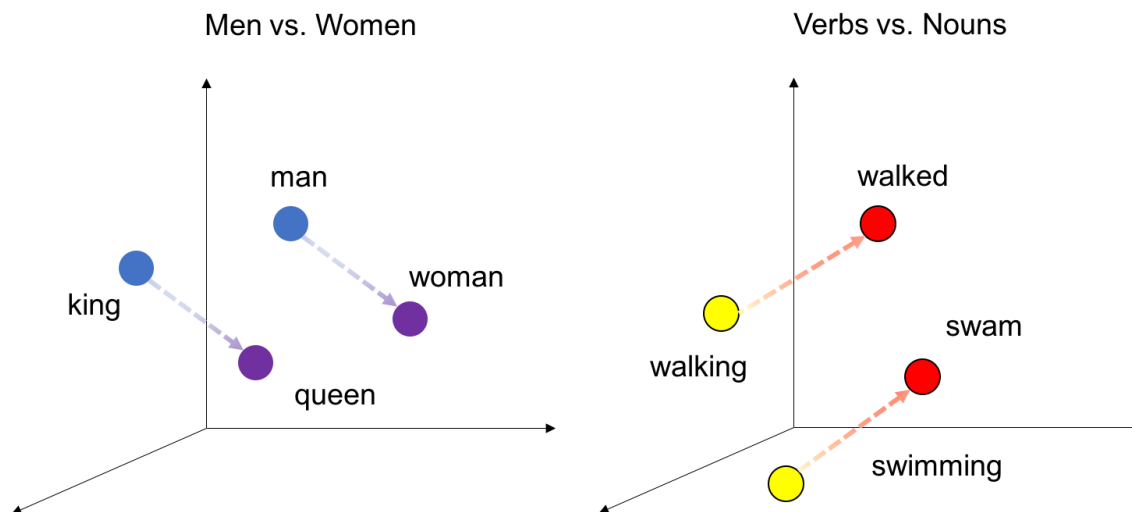 Men vs. Women
man
woman
king
queen
Verbs vs. Nouns
walked
walking
swam
swimming